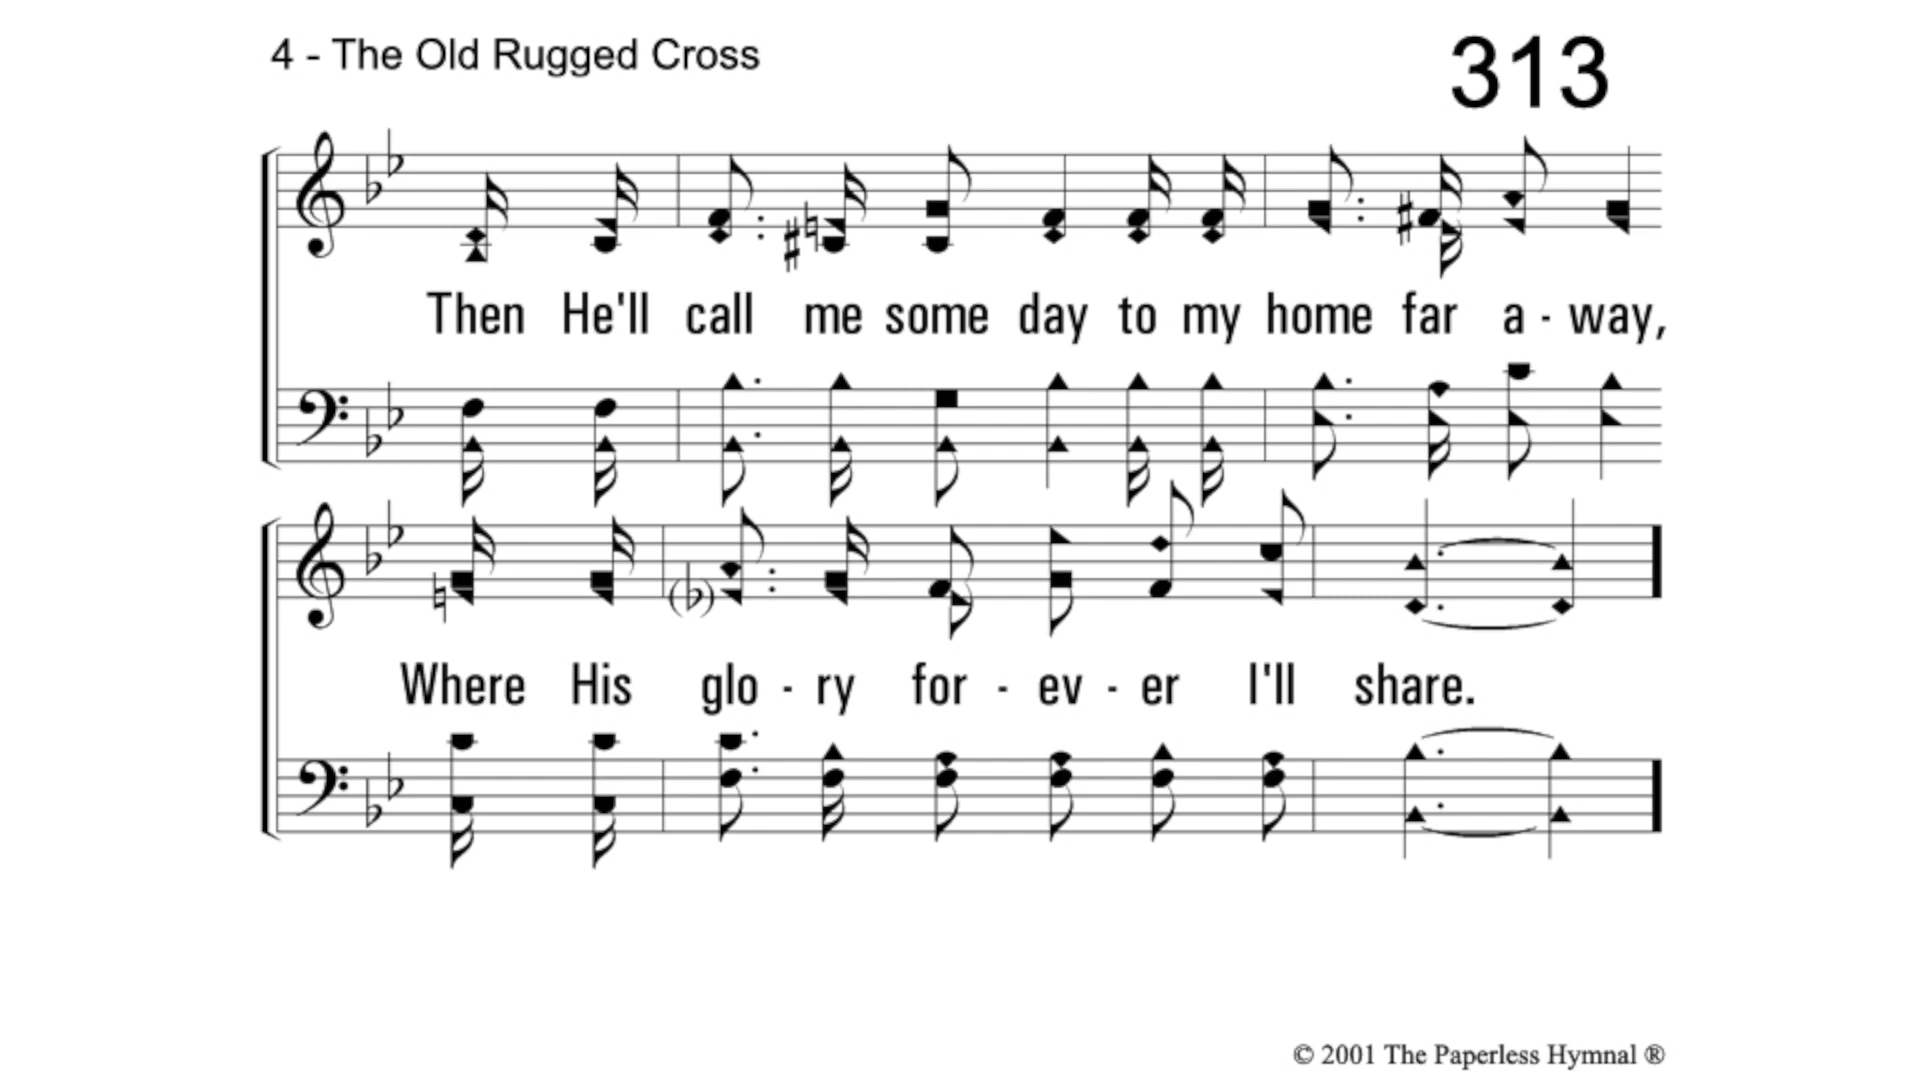 4 - The Old Rugged Cross
313
Then He'll call me some day to my home far a - way,
Where His glo - ry for - ev - er I'll share.
© 2001 The Paperless Hymnal ®